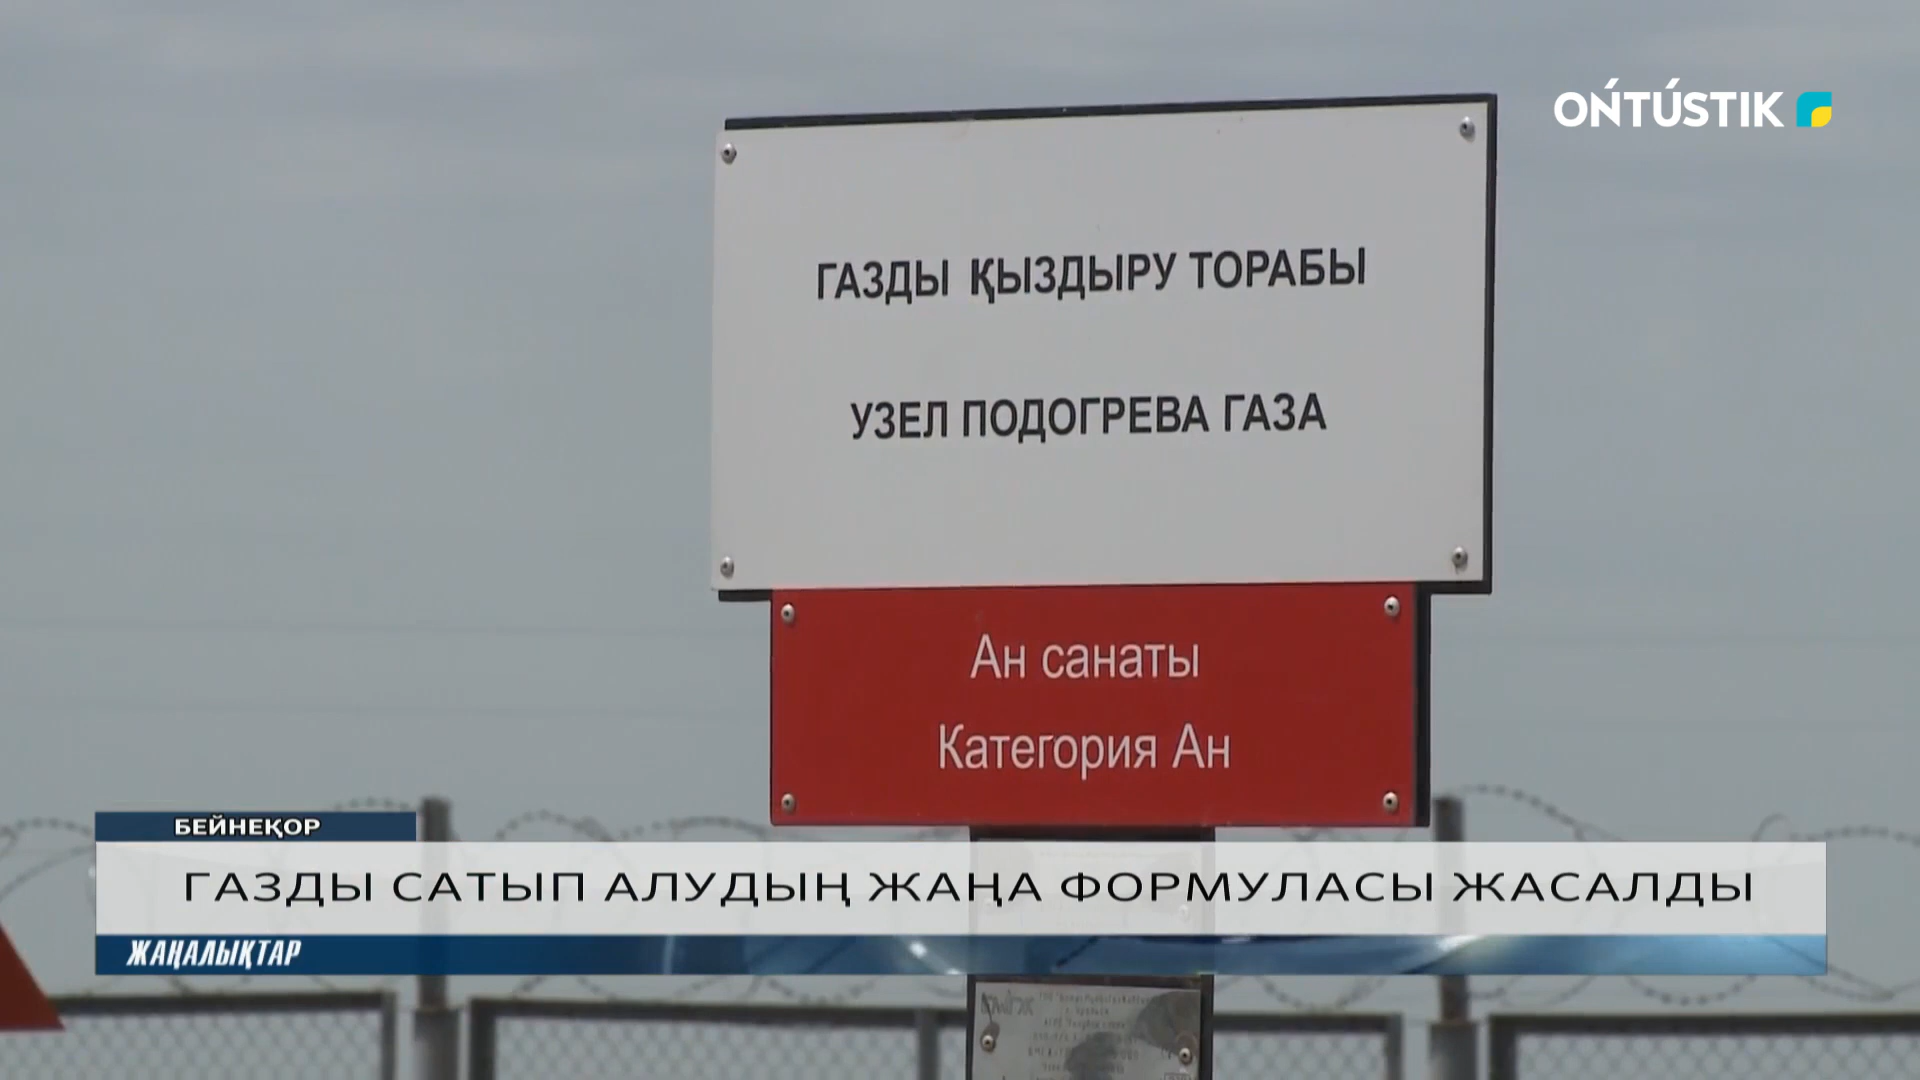 OŃTÚSTIK
ГАЗДЫ ҚЫЗДЫРУ ТОРАБЫ
УЗЕЛ ПОДОГРЕВА ГАЗА
Ан санаты
Категория Ан
БЕЙНЕҚОР
ГАЗДЫ САТЫП АЛУДЫҢ ЖАҢА ФОРМУЛАСЫ ЖАСАЛДЫ
ЖАҢАЛЫҚТАР